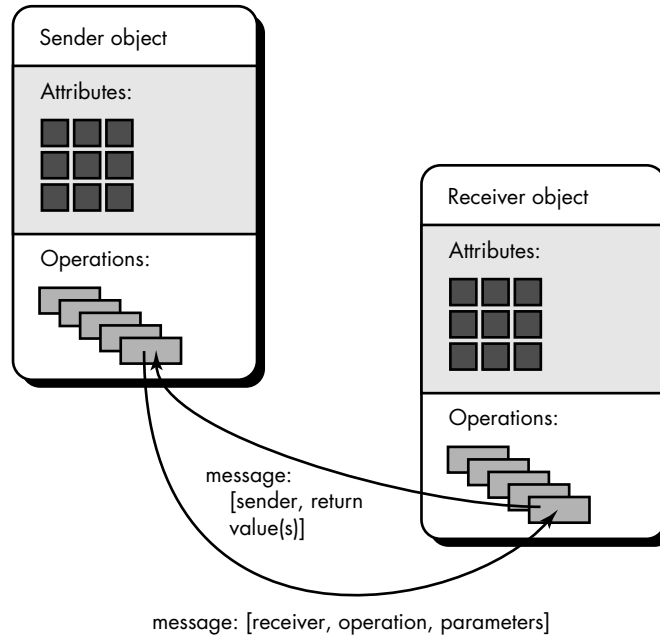 Sender object
Attributes:
Operations:
Receiver object
Attributes:
Operations:
message:
[sender, return
value(s)]
message: [receiver, operation, parameters]